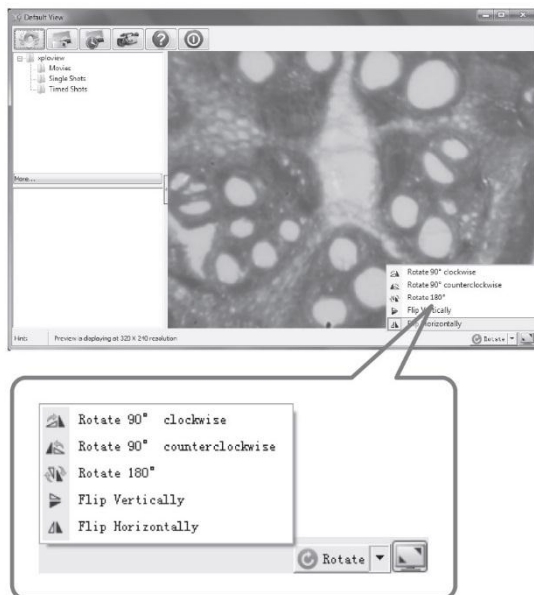 Default View
xploview
Movies
Single Shots
Timed Shots
More...
Rotate 90° clockwise
Rotate 90° counterclockwise
Rotate 180°
Flip Vertically
Flip Horizontally
Hints
Preview is displaying at 320 X 240 resolution
Rotate
Rotate 90° clockwise
Rotate 90° counterclockwise
Rotate 180°
Flip Vertically
Flip Horizontally
Rotate